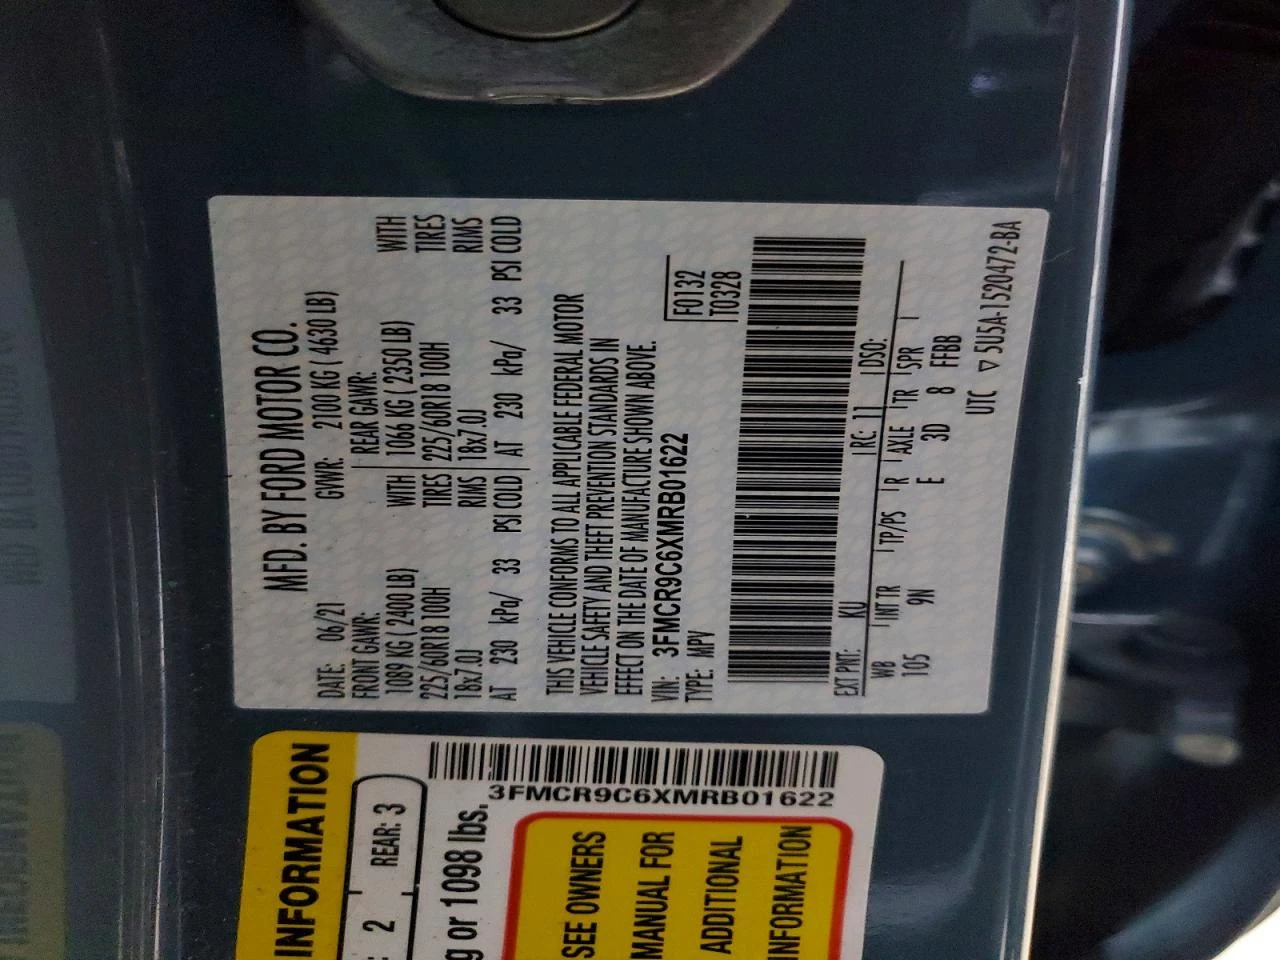 MFD. BY FORD MOTOR CO.
DATE: 06/21 GVWR: 2100 KG ( 4630 LB)
FRONT GAWR: REAR GAWR:
1089 KG ( 2400 LB) WITH 1066 KG ( 2350 LB) WITH
225/60R18 100H TIRES 225/60R18 100H TIRES
18x7.0J RIMS 18x7.0J RIMS
AT 230 kPa/ 33 PSI COLD AT 230 kPa/ 33 PSI COLD
THIS VEHICLE CONFORMS TO ALL APPLICABLE FEDERAL MOTOR
VEHICLE SAFETY AND THEFT PREVENTION STANDARDS IN
EFFECT ON THE DATE OF MANUFACTURE SHOWN ABOVE.
VIN: 3FMCR9C6XMRB01622 F0132
TYPE: MPV T0328
EXT PNT: KU RC: 11 DSO:
WB INT TR TP/PS R AXLE TR SPR
105 9N E 3D 8 FFBB
UTC ▽ 5U5A-1520472-BA
INFORMATION
2 REAR: 3
or 1098 lbs.
3FMCR9C6XMRB01622
SEE OWNERS
MANUAL FOR
ADDITIONAL
INFORMATION